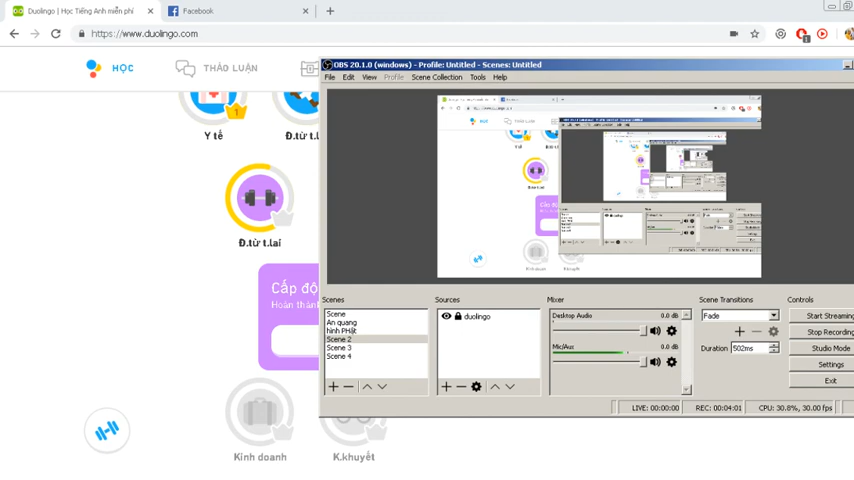 Duolingo | Học Tiếng Anh miễn phí
Facebook
https://www.duolingo.com
HỌC
THẢO LUẬN
Y tế
Đ.từ t.l
Đ.từ t.lai
Cấp độ
Hoàn thành
Kinh doanh
K.khuyết
OBS 20.1.0 (windows) - Profile: Untitled - Scenes: Untitled
File Edit View Profile Scene Collection Tools Help
Scenes
Scene
An quang
hình PHật
Scene 2
Scene 3
Scene 4
Sources
duolingo
Mixer
Desktop Audio 0.0 dB
Mic/Aux 0.0 dB
Scene Transitions
Fade
Duration 502ms
Controls
Start Streaming
Stop Recording
Studio Mode
Settings
Exit
LIVE: 00:00:00 REC: 00:04:01 CPU: 30.8%, 30.00 fps